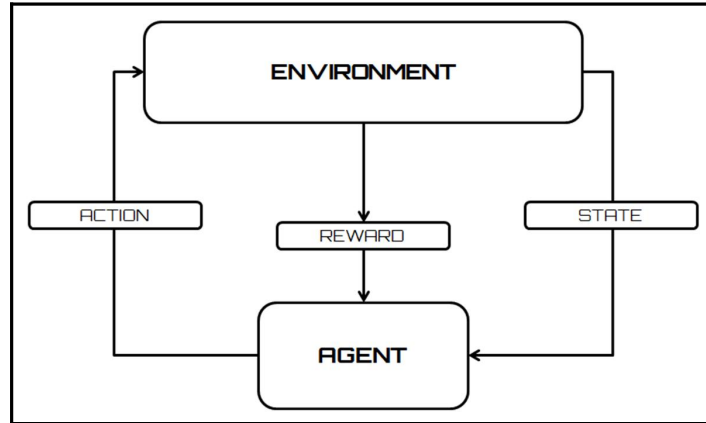 ENVIRONMENT
ACTION
STATE
REWARD
AGENT